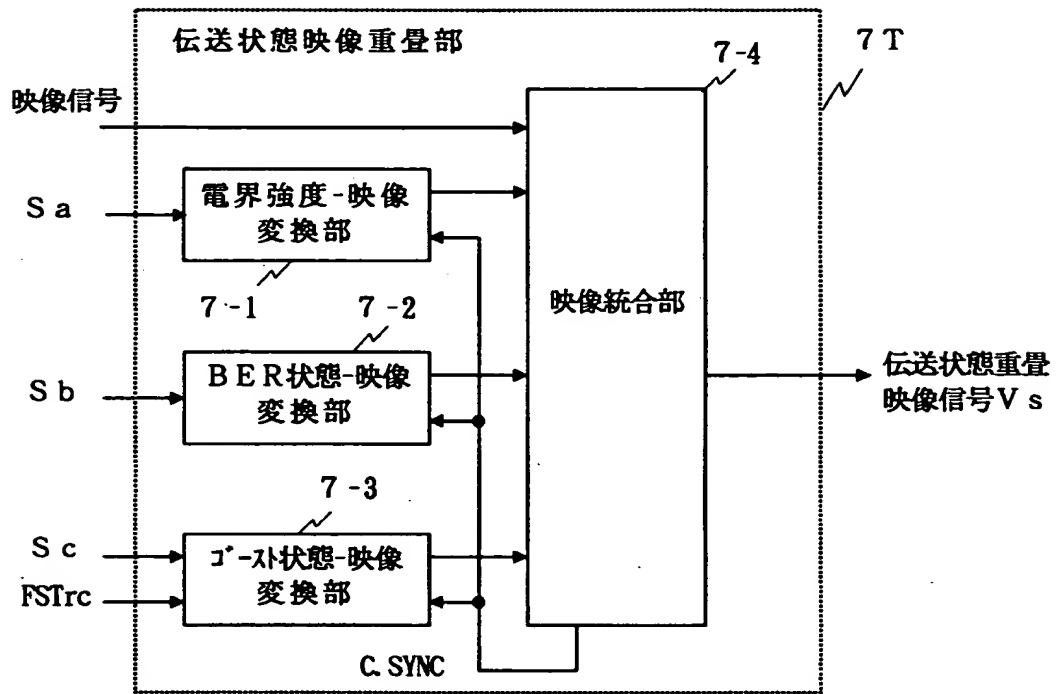 伝送状態映像重畳部
7T
7-4
映像信号
Sa
電界強度-映像
変換部
7-1
7-2
映像統合部
Sb
BER状態-映像
変換部
伝送状態重畳
映像信号Vs
7-3
Sc
ｺﾞｰｽﾄ状態-映像
変換部
FSTrc
C.SYNC